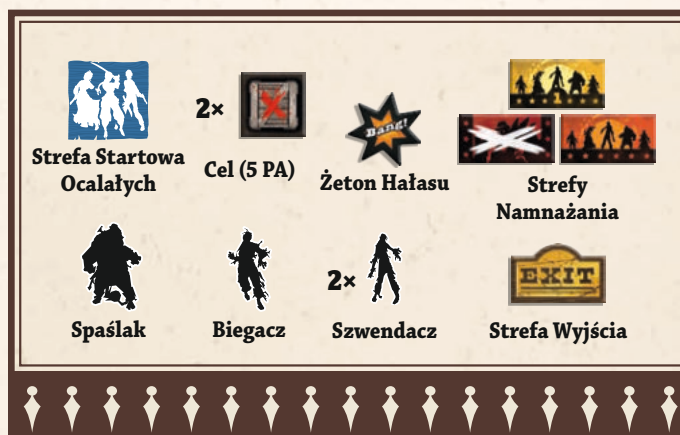 2×
Strefa Startowa
Ocalałych
Cel (5 PA)
Bang!
Żeton Hałasu
1
Strefy
Namnażania
Spaślak
Biegacz
2×
Szwendacz
EXIT
Strefa Wyjścia